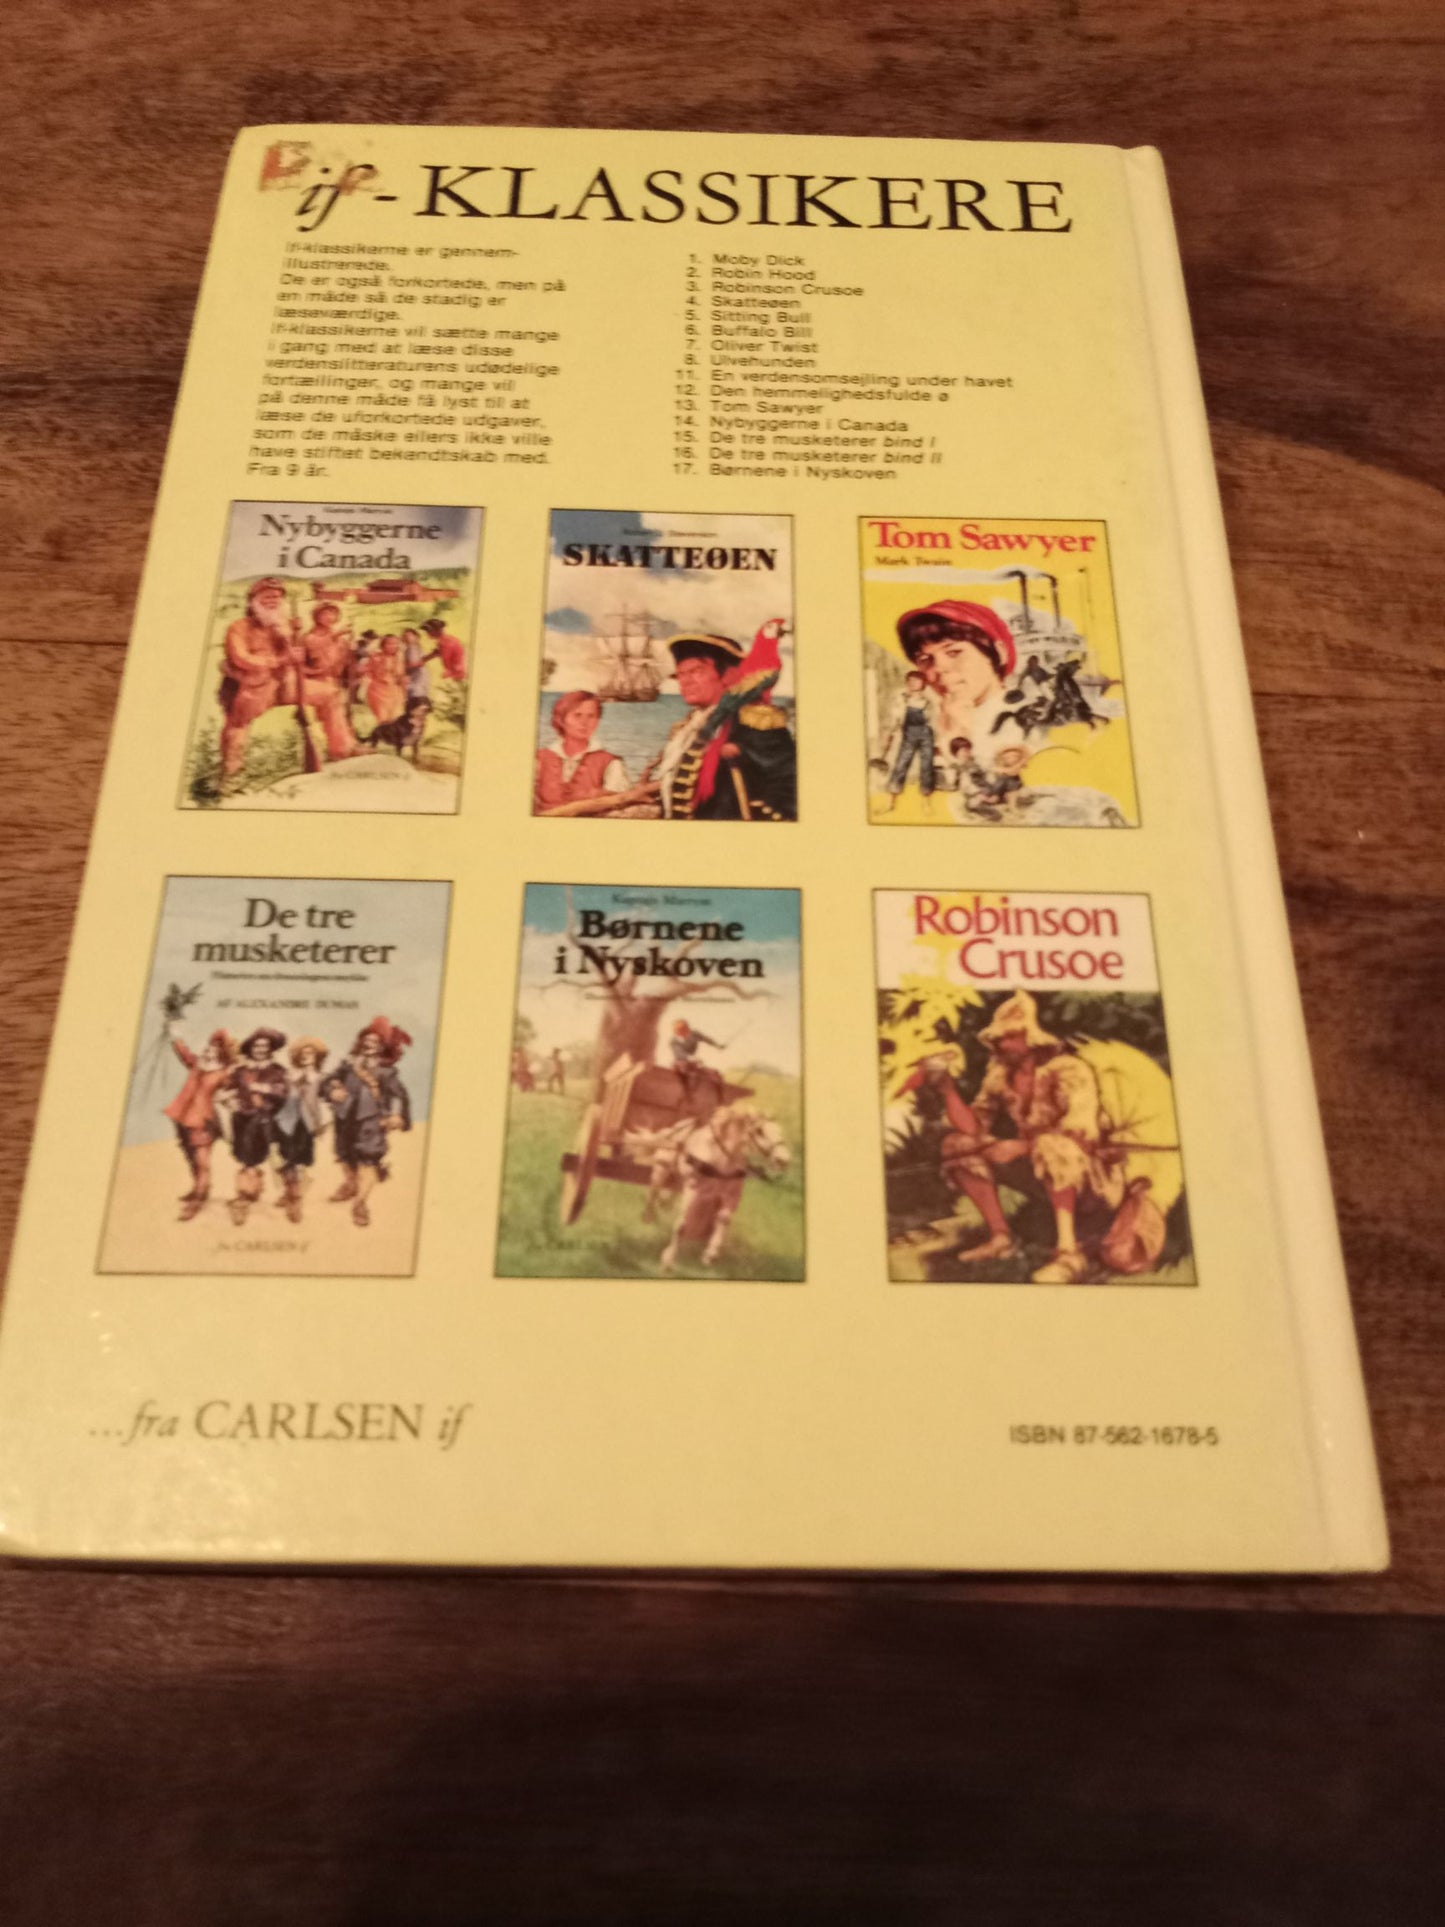 if-KLASSIKERE
If-klassikerne er gennem-
illustrerede.
De er også forkortede, men på
en måde så de stadig er
læseværdige.
If-klassikerne vil sætte mange
i gang med at læse disse
verdenslitteraturens udødelige
fortællinger, og mange vil
på denne måde få lyst til at
læse de uforkortede udgaver,
som de måske ellers ikke ville
have stiftet bekendtskab med.
Fra 9 år.
1. Moby Dick
2. Robin Hood
3. Robinson Crusoe
4. Skatteøen
5. Sitting Bull
6. Buffalo Bill
7. Oliver Twist
8. Ulvehunden
11. En verdensomsejling under havet
12. Den hemmelighedsfulde ø
13. Tom Sawyer
14. Nybyggerne i Canada
15. De tre musketerer bind I
16. De tre musketerer bind II
17. Børnene i Nyskoven
Nybyggerne
i Canada
fra CARLSEN if
SKATTEØEN
Tom Sawyer
Mark Twain
De tre
musketerer
AF ALEXANDRE DUMAS
...fra CARLSEN if
Kaptajn Marryat
Børnene
i Nyskoven
Robinson
Crusoe
...fra CARLSEN if
ISBN 87-562-1678-5